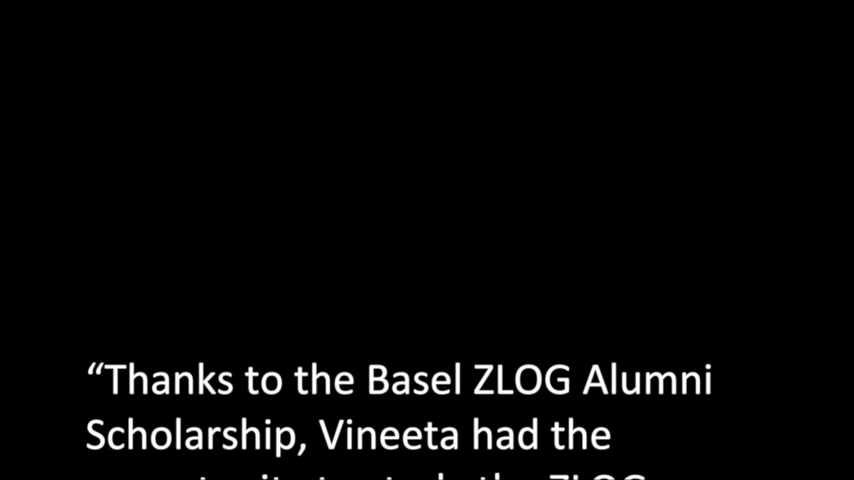 “Thanks to the Basel ZLOG Alumni
Scholarship, Vineeta had the